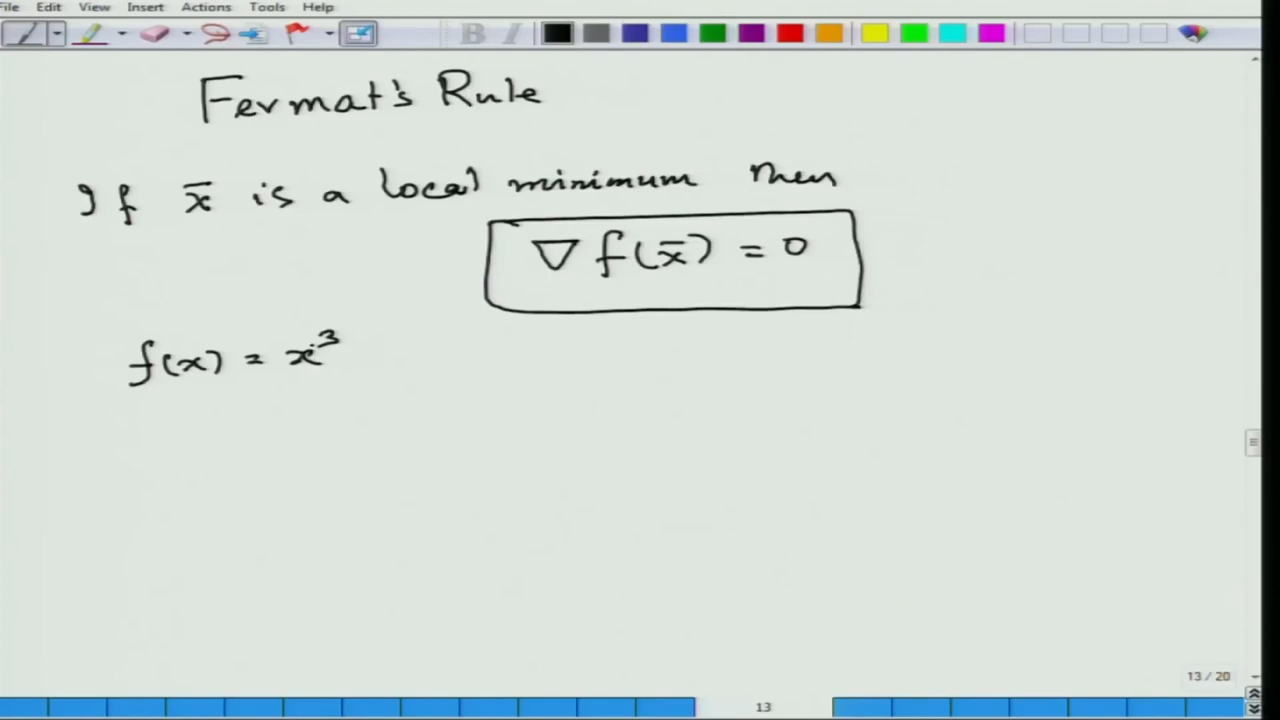 File Edit View Insert Actions Tools Help
B I
Fermat's Rule
If x̄ is a local minimum then
∇ f(x̄) = 0
f(x) = x³
13 / 20
13